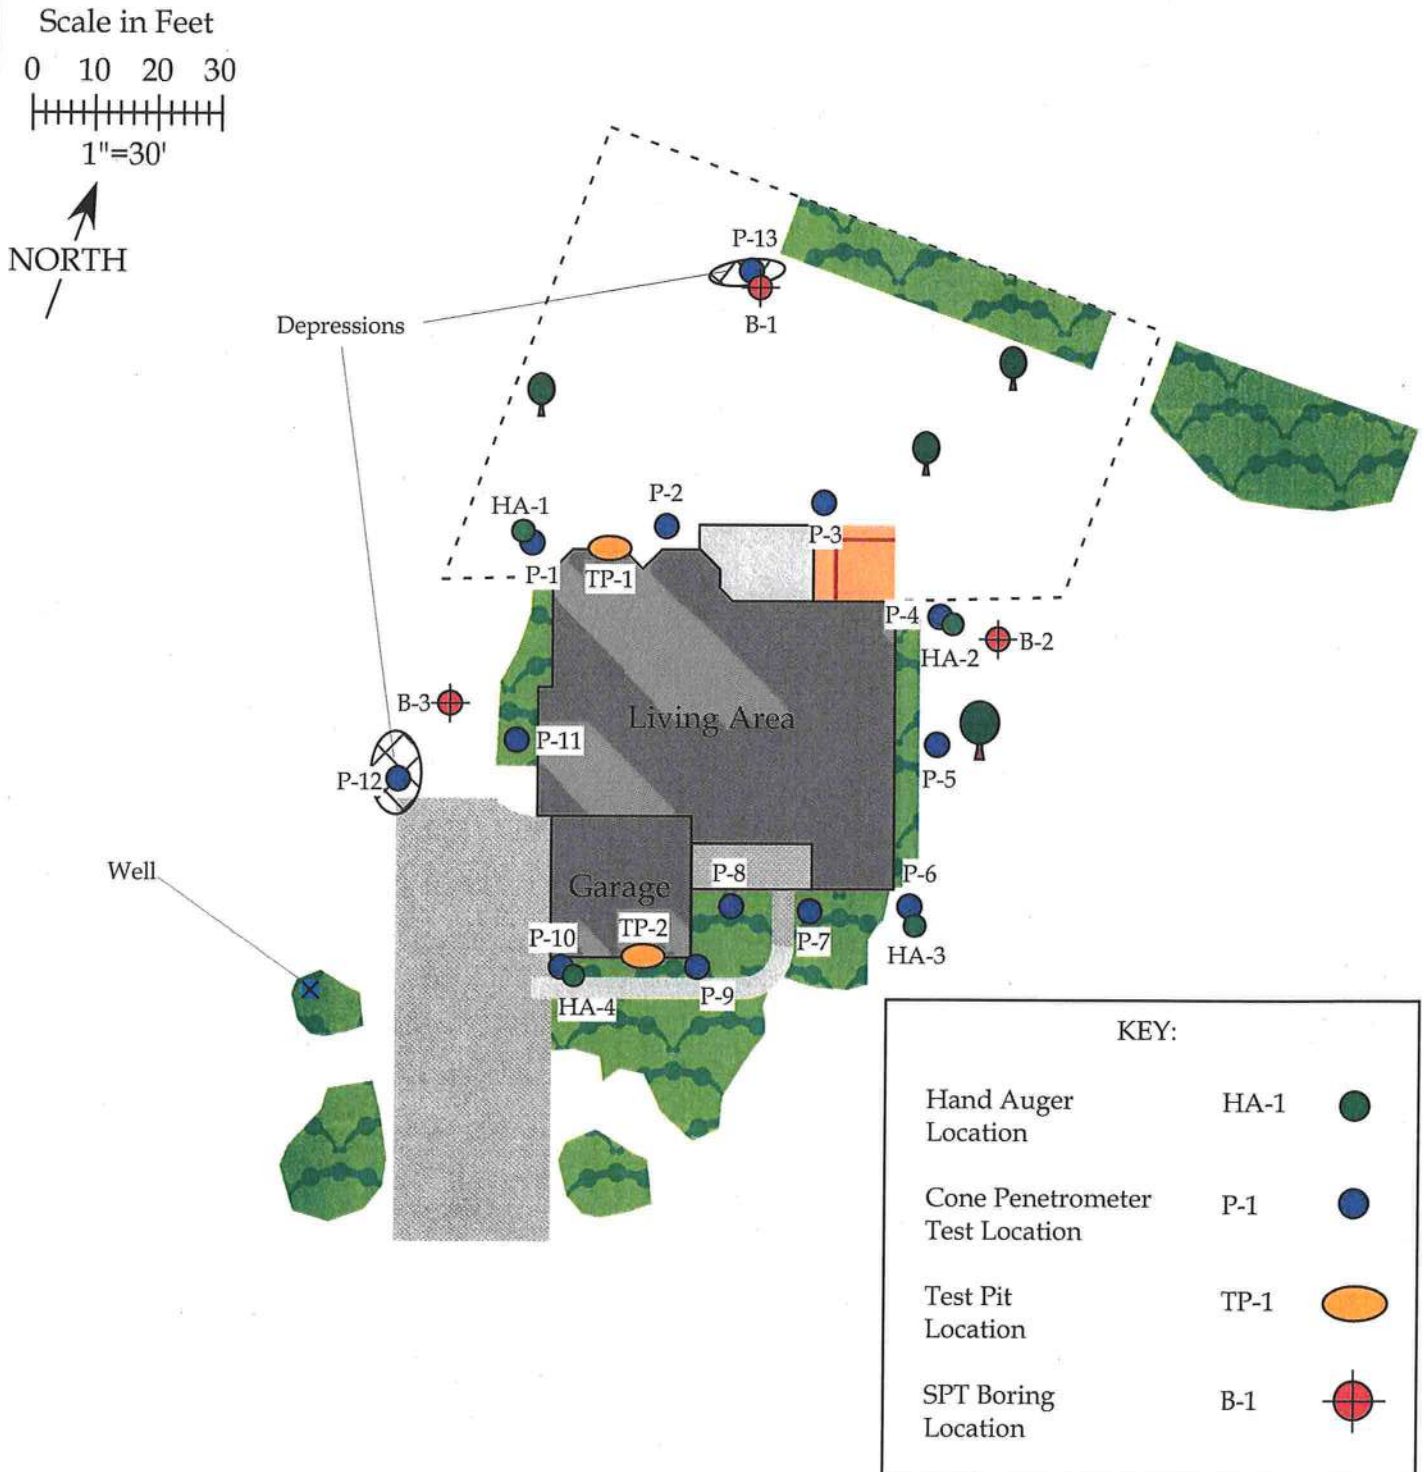 Scale in Feet
0 10 20 30
1"=30'
NORTH
P-13
B-1
Depressions
HA-1
P-2
P-3
P-1
TP-1
P-4
HA-2
B-2
B-3
Living Area
P-11
P-12
P-5
Well
P-8
P-6
Garage
TP-2
P-10
P-7
HA-3
P-9
HA-4
KEY:
Hand Auger HA-1
Location
Cone Penetrometer P-1
Test Location
Test Pit TP-1
Location
SPT Boring B-1
Location